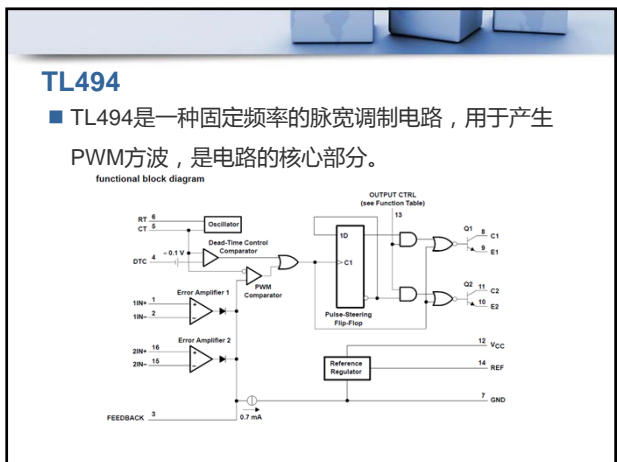 TL494
TL494是一种固定频率的脉宽调制电路，用于产生
PWM方波，是电路的核心部分。
functional block diagram
OUTPUT CTRL
(see Function Table)
13
RT 6
CT 5
Oscillator
Dead-Time Control
Comparator
≈ 0.1 V
DTC 4
PWM
Comparator
Error Amplifier 1
1IN+ 1
1IN− 2
Error Amplifier 2
2IN+ 16
2IN− 15
FEEDBACK 3
0.7 mA
1D
C1
Pulse-Steering
Flip-Flop
Q1
8 C1
9 E1
Q2
11 C2
10 E2
12 VCC
Reference
Regulator
14 REF
7 GND